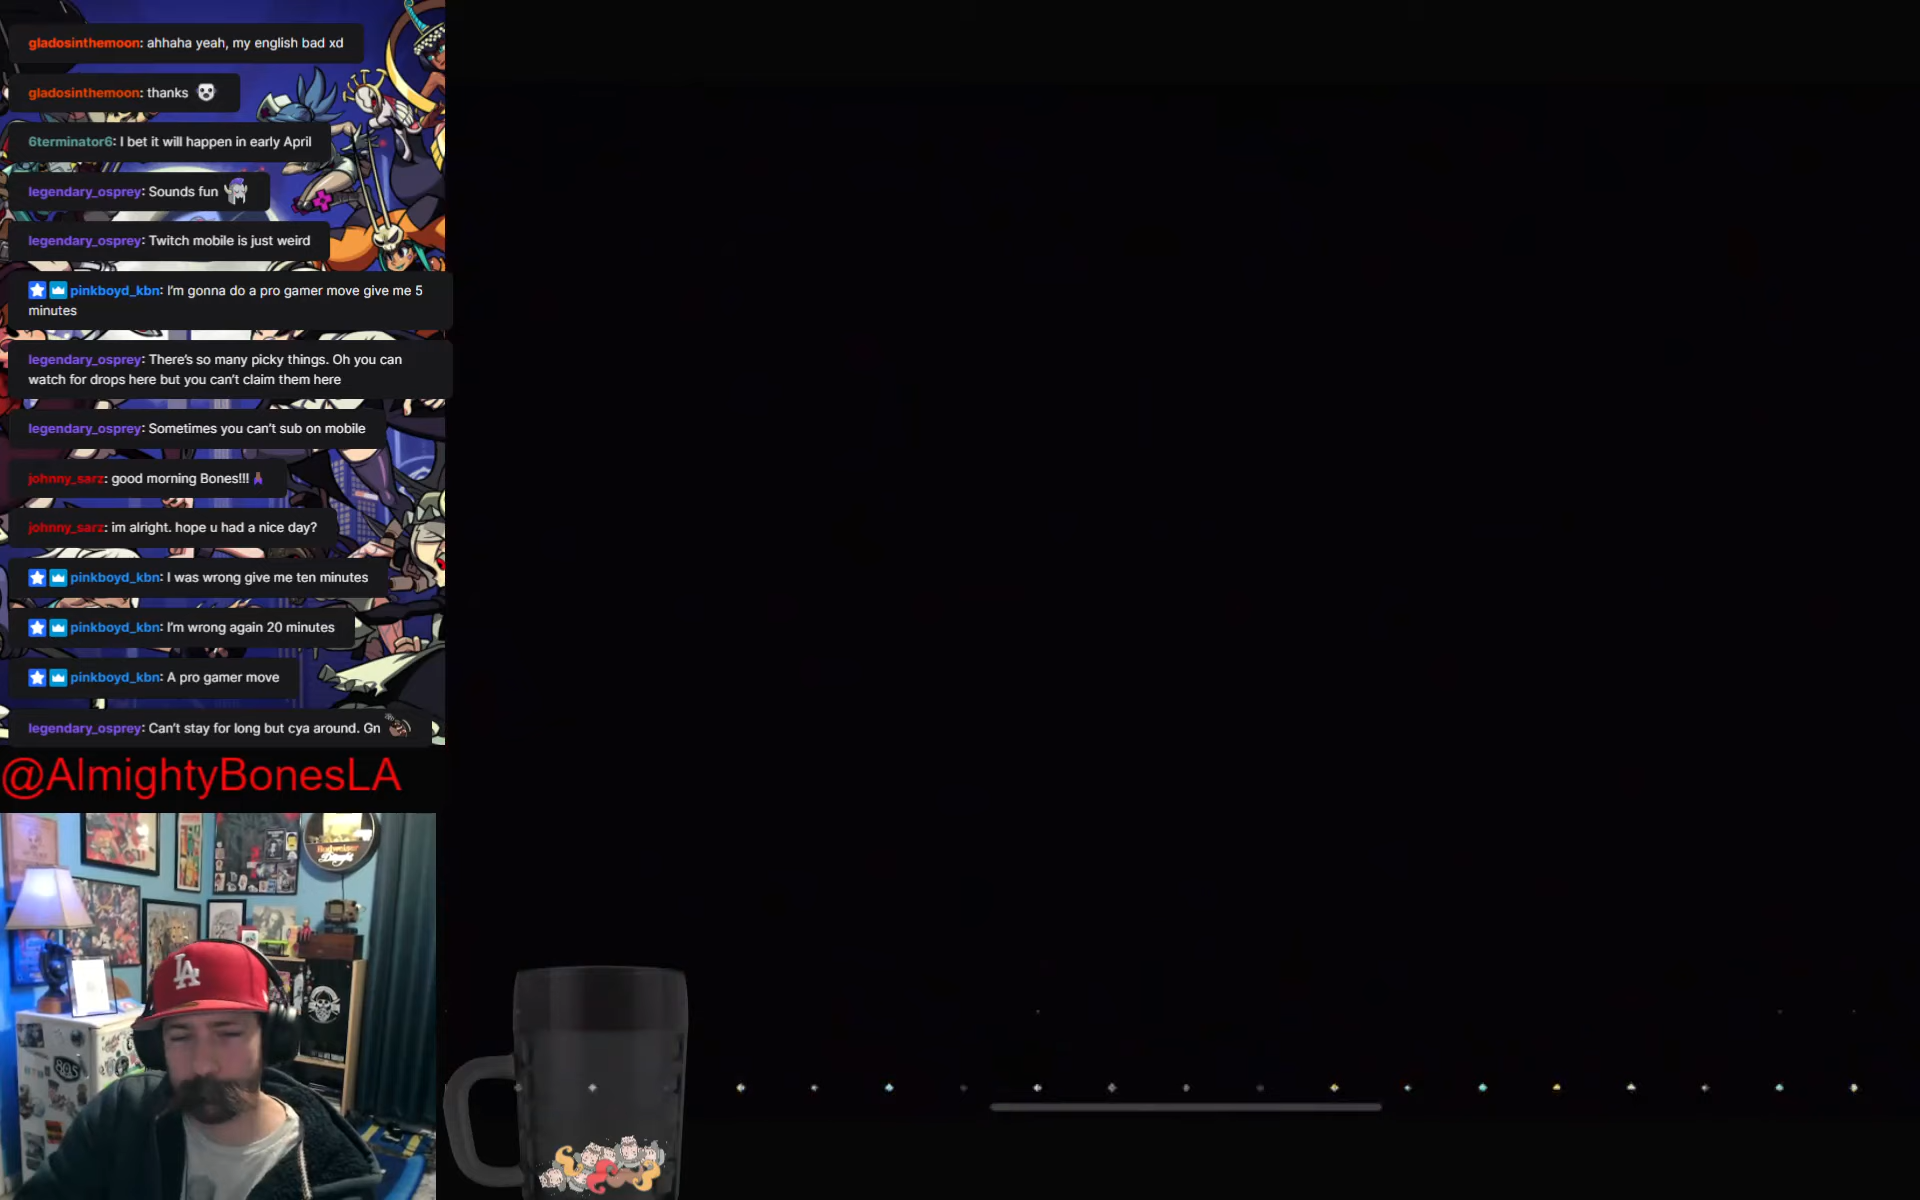 gladosinthemoon: ahhaha yeah, my english bad xd
gladosinthemoon: thanks
6terminator6: I bet it will happen in early April
legendary_osprey: Sounds fun
legendary_osprey: Twitch mobile is just weird
pinkboyd_kbn: I'm gonna do a pro gamer move give me 5
minutes
legendary_osprey: There's so many picky things. Oh you can
watch for drops here but you can't claim them here
legendary_osprey: Sometimes you can't sub on mobile
johnny_sarz: good morning Bones!!!
johnny_sarz: im alright. hope u had a nice day?
pinkboyd_kbn: I was wrong give me ten minutes
pinkboyd_kbn: I'm wrong again 20 minutes
pinkboyd_kbn: A pro gamer move
legendary_osprey: Can't stay for long but cya around. Gn
@AlmightyBonesLA
Budweiser
Draught
LA
805